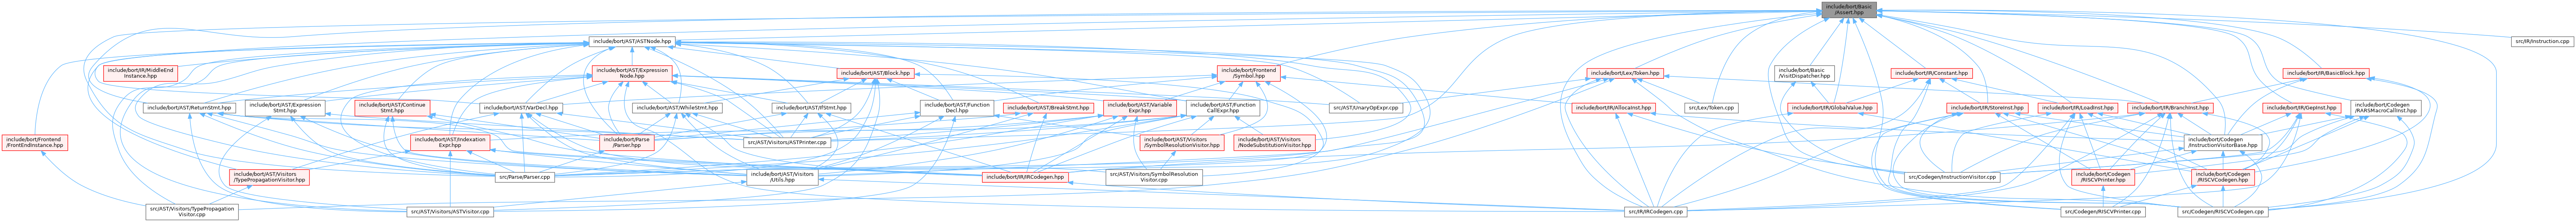 include/bort/Basic
/Assert.hpp
include/bort/AST/ASTNode.hpp
src/IR/Instruction.cpp
include/bort/IR/MiddleEnd
Instance.hpp
include/bort/AST/Expression
Node.hpp
include/bort/AST/Block.hpp
include/bort/Frontend
/Symbol.hpp
include/bort/Lex/Token.hpp
include/bort/Basic
/VisitDispatcher.hpp
include/bort/IR/Constant.hpp
include/bort/IR/BasicBlock.hpp
include/bort/AST/ReturnStmt.hpp
include/bort/AST/Expression
Stmt.hpp
include/bort/AST/Continue
Stmt.hpp
include/bort/AST/VarDecl.hpp
include/bort/AST/WhileStmt.hpp
include/bort/AST/IfStmt.hpp
include/bort/AST/Function
Decl.hpp
include/bort/AST/BreakStmt.hpp
include/bort/AST/Variable
Expr.hpp
include/bort/AST/Function
CallExpr.hpp
src/AST/UnaryOpExpr.cpp
include/bort/IR/AllocaInst.hpp
src/Lex/Token.cpp
include/bort/IR/GlobalValue.hpp
include/bort/IR/StoreInst.hpp
include/bort/IR/LoadInst.hpp
include/bort/IR/BranchInst.hpp
include/bort/IR/GepInst.hpp
include/bort/Codegen
/RARSMacroCallInst.hpp
include/bort/Frontend
/FrontEndInstance.hpp
include/bort/AST/Indexation
Expr.hpp
include/bort/Parse
/Parser.hpp
src/AST/Visitors/ASTPrinter.cpp
include/bort/AST/Visitors
/SymbolResolutionVisitor.hpp
include/bort/AST/Visitors
/NodeSubstitutionVisitor.hpp
include/bort/Codegen
/InstructionVisitorBase.hpp
include/bort/AST/Visitors
/TypePropagationVisitor.hpp
src/Parse/Parser.cpp
include/bort/AST/Visitors
/Utils.hpp
include/bort/IR/IRCodegen.hpp
src/AST/Visitors/SymbolResolution
Visitor.cpp
src/Codegen/InstructionVisitor.cpp
include/bort/Codegen
/RISCVPrinter.hpp
include/bort/Codegen
/RISCVCodegen.hpp
src/AST/Visitors/TypePropagation
Visitor.cpp
src/AST/Visitors/ASTVisitor.cpp
src/IR/IRCodegen.cpp
src/Codegen/RISCVPrinter.cpp
src/Codegen/RISCVCodegen.cpp